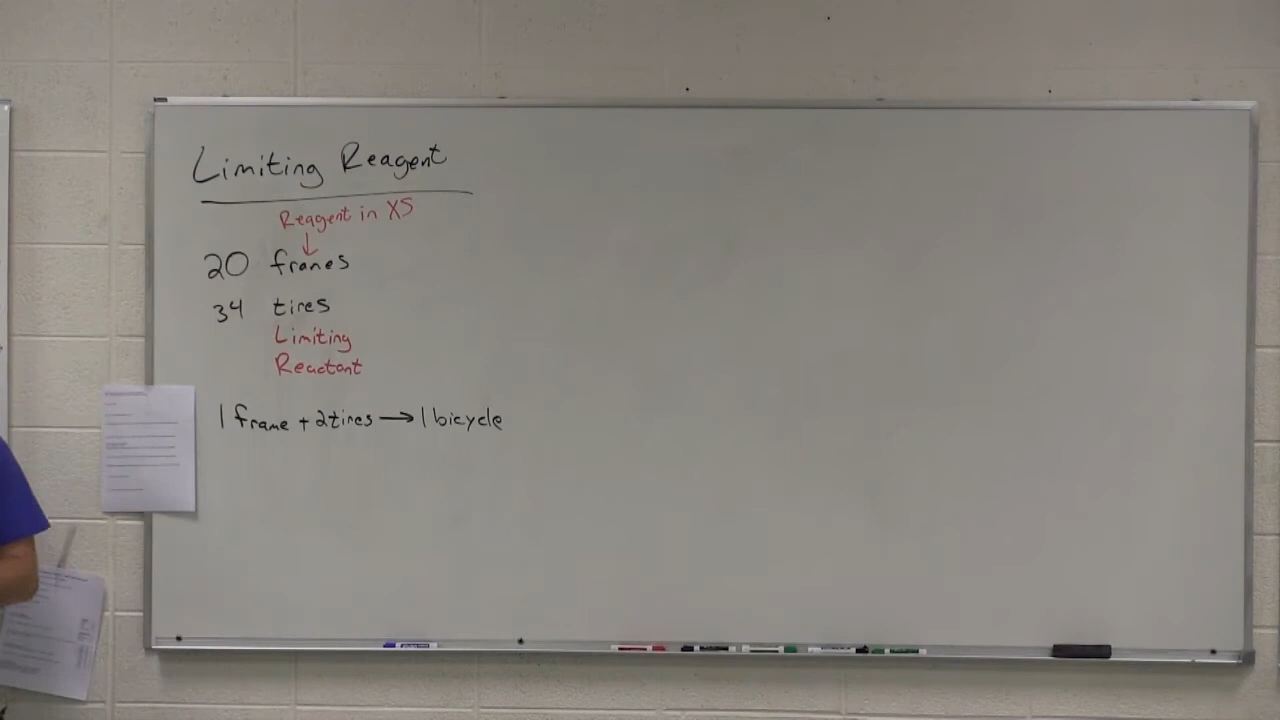 Limiting Reagent
Reagent in XS
↓
20 frames
34 tires
Limiting
Reactant
1 frame + 2 tires → 1 bicycle